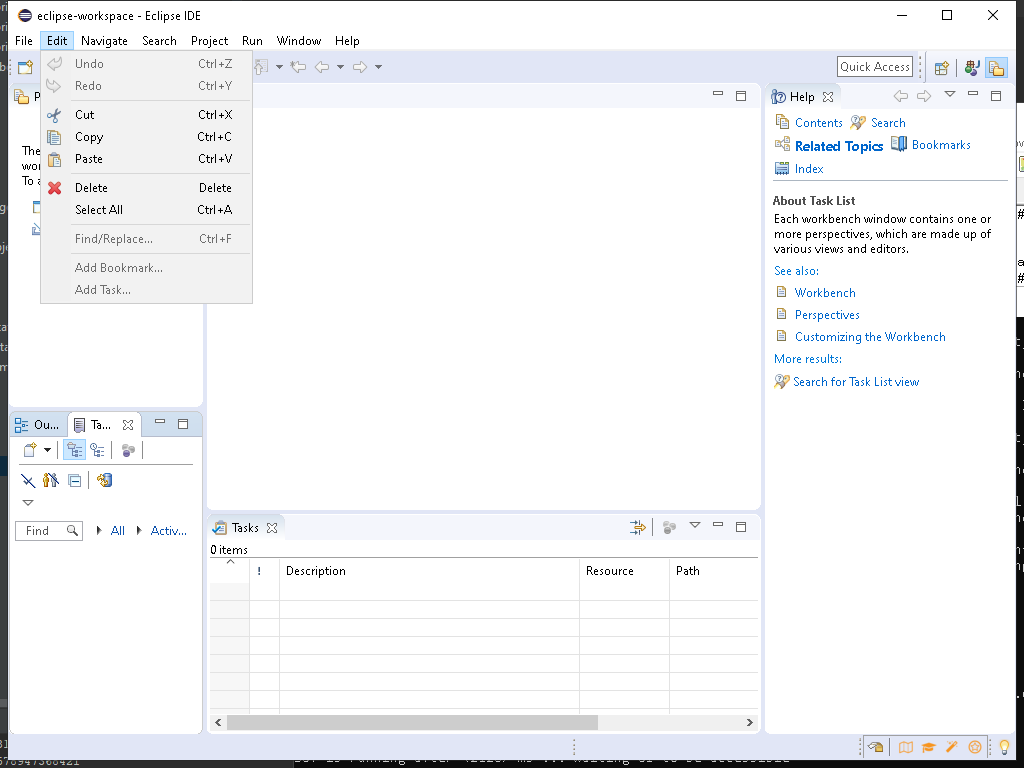 eclipse-workspace - Eclipse IDE
File Edit Navigate Search Project Run Window Help
Undo Ctrl+Z
Redo Ctrl+Y
Cut Ctrl+X
Copy Ctrl+C
Paste Ctrl+V
Delete Delete
Select All Ctrl+A
Find/Replace... Ctrl+F
Add Bookmark...
Add Task...
Quick Access
Help
Contents Search
Related Topics Bookmarks
Index
About Task List
Each workbench window contains one or
more perspectives, which are made up of
various views and editors.
See also:
Workbench
Perspectives
Customizing the Workbench
More results:
Search for Task List view
Ou... Ta...
Find All Activ...
Tasks
0 items
! Description Resource Path